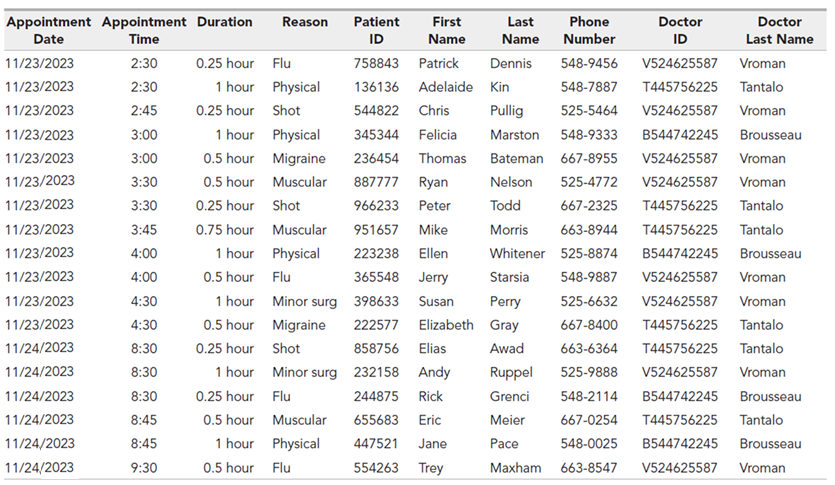 Appointment Date Appointment Time Duration Reason Patient ID First Name Last Name Phone Number Doctor ID Doctor Last Name
11/23/2023 2:30 0.25 hour Flu 758843 Patrick Dennis 548-9456 V524625587 Vroman
11/23/2023 2:30 1 hour Physical 136136 Adelaide Kin 548-7887 T445756225 Tantalo
11/23/2023 2:45 0.25 hour Shot 544822 Chris Pullig 525-5464 V524625587 Vroman
11/23/2023 3:00 1 hour Physical 345344 Felicia Marston 548-9333 B544742245 Brousseau
11/23/2023 3:00 0.5 hour Migraine 236454 Thomas Bateman 667-8955 V524625587 Vroman
11/23/2023 3:30 0.5 hour Muscular 887777 Ryan Nelson 525-4772 V524625587 Vroman
11/23/2023 3:30 0.25 hour Shot 966233 Peter Todd 667-2325 T445756225 Tantalo
11/23/2023 3:45 0.75 hour Muscular 951657 Mike Morris 663-8944 T445756225 Tantalo
11/23/2023 4:00 1 hour Physical 223238 Ellen Whitener 525-8874 B544742245 Brousseau
11/23/2023 4:00 0.5 hour Flu 365548 Jerry Starsia 548-9887 V524625587 Vroman
11/23/2023 4:30 1 hour Minor surg 398633 Susan Perry 525-6632 V524625587 Vroman
11/23/2023 4:30 0.5 hour Migraine 222577 Elizabeth Gray 667-8400 T445756225 Tantalo
11/24/2023 8:30 0.25 hour Shot 858756 Elias Awad 663-6364 T445756225 Tantalo
11/24/2023 8:30 1 hour Minor surg 232158 Andy Ruppel 525-9888 V524625587 Vroman
11/24/2023 8:30 0.25 hour Flu 244875 Rick Grenci 548-2114 B544742245 Brousseau
11/24/2023 8:45 0.5 hour Muscular 655683 Eric Meier 667-0254 T445756225 Tantalo
11/24/2023 8:45 1 hour Physical 447521 Jane Pace 548-0025 B544742245 Brousseau
11/24/2023 9:30 0.5 hour Flu 554263 Trey Maxham 663-8547 V524625587 Vroman